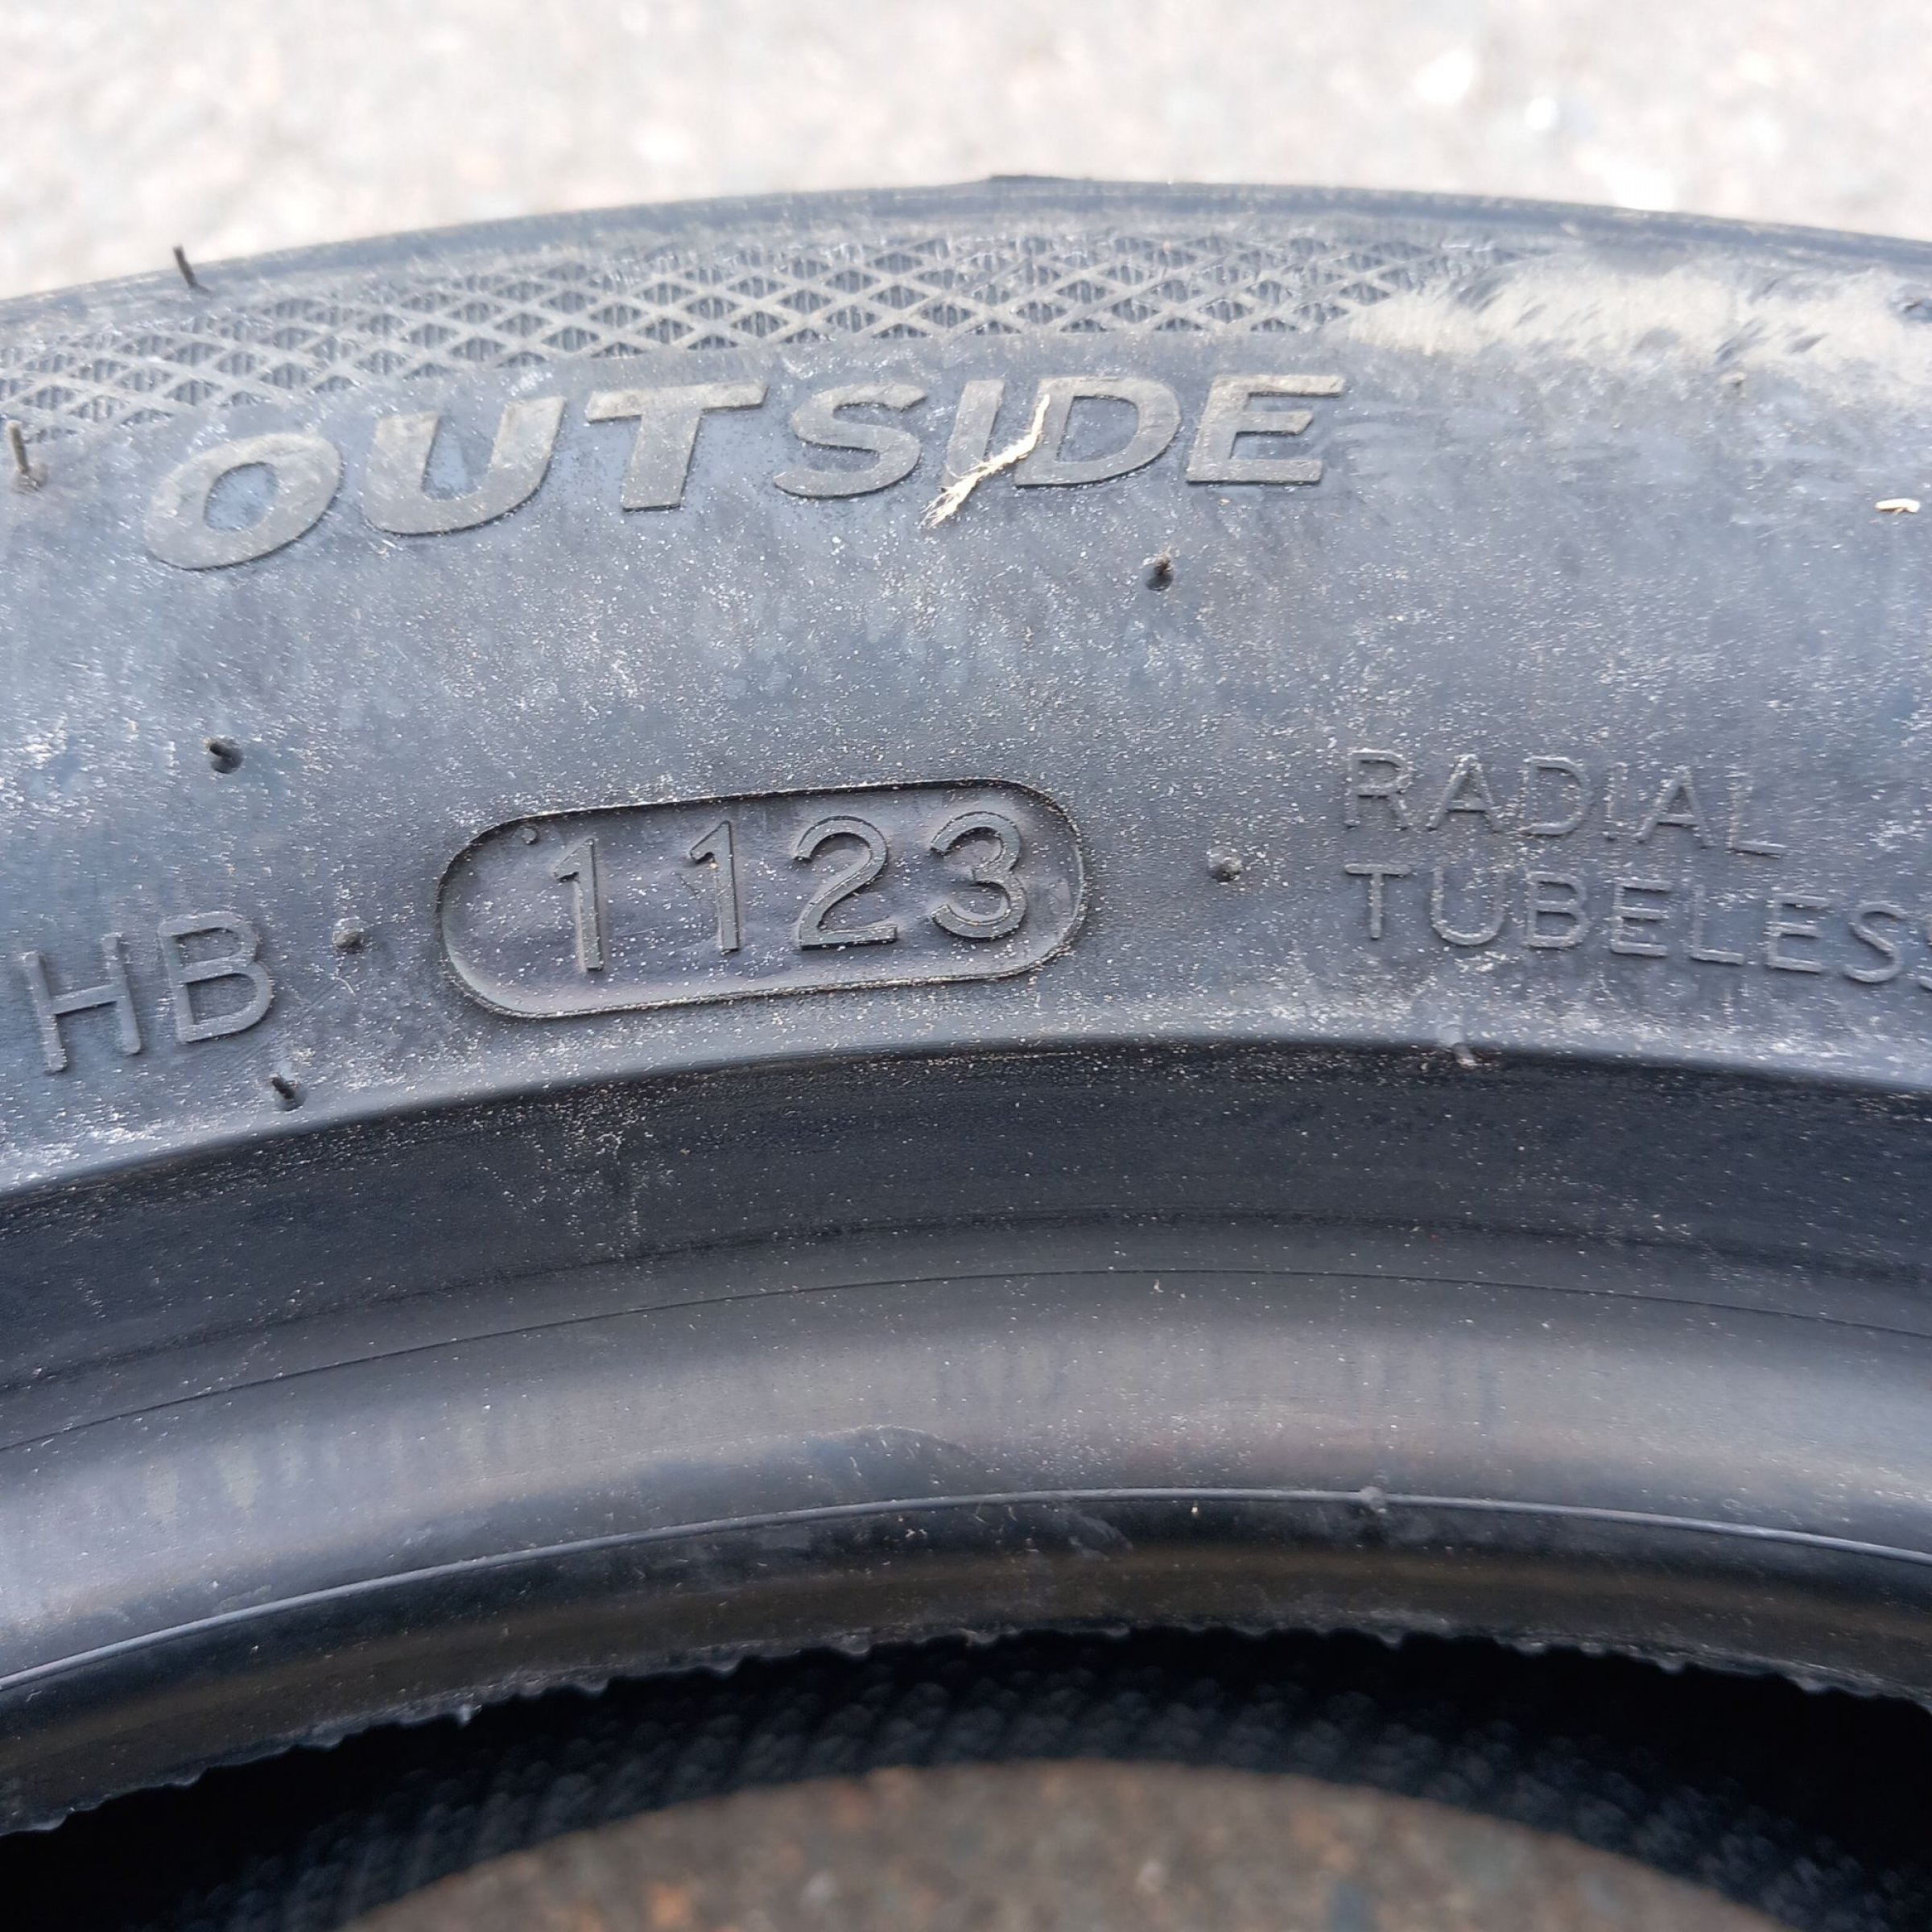 OUTSIDE
HB 1123
RADIAL
TUBELESS